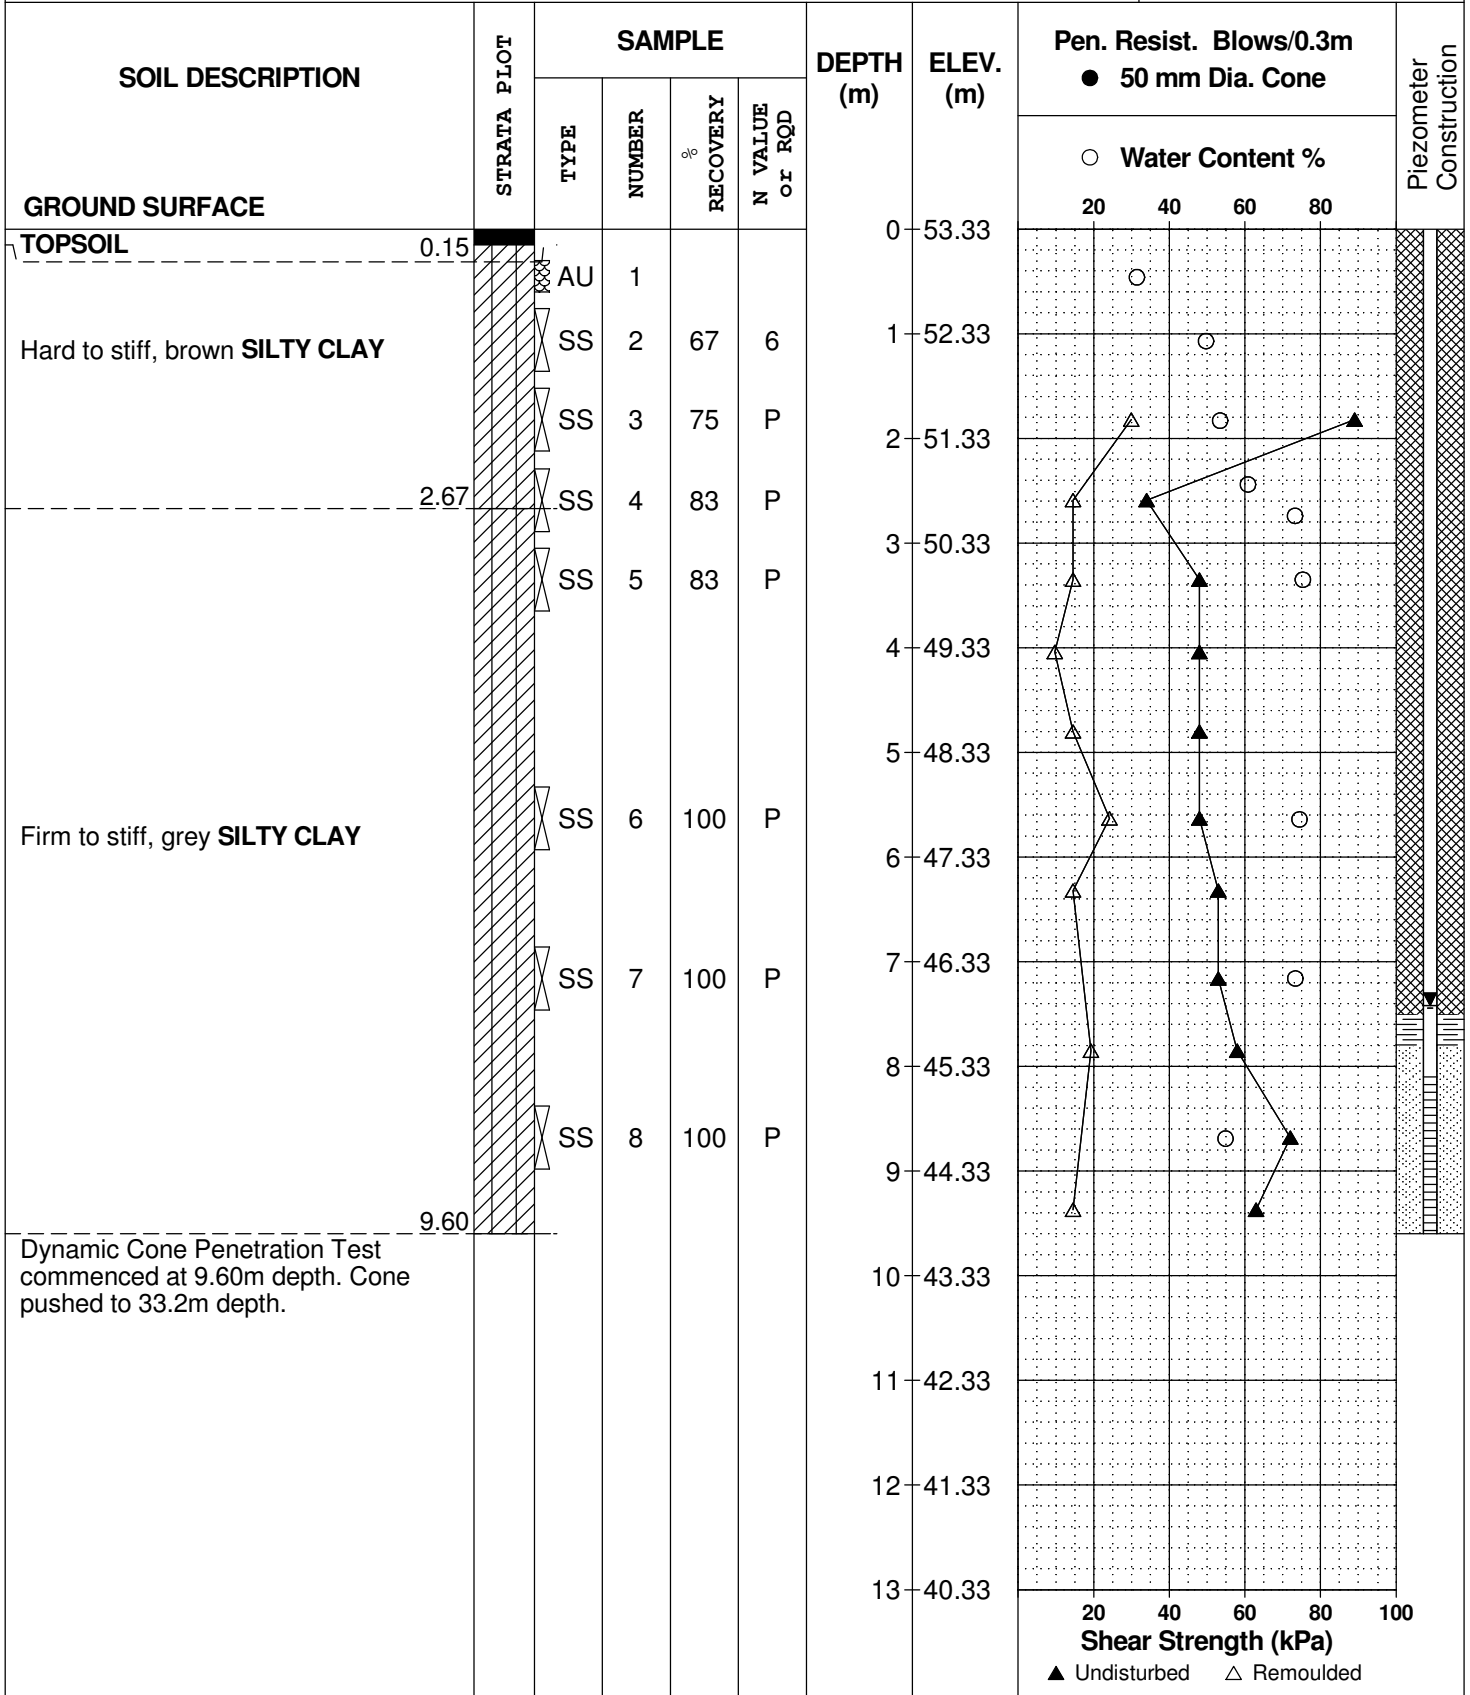 SOIL DESCRIPTION
GROUND SURFACE
STRATA PLOT
SAMPLE
TYPE
NUMBER
% RECOVERY
N VALUE or RQD
DEPTH (m)
ELEV. (m)
Pen. Resist. Blows/0.3m
● 50 mm Dia. Cone
○ Water Content %
20 40 60 80
Piezometer Construction
TOPSOIL 0.15
Hard to stiff, brown SILTY CLAY
2.67
Firm to stiff, grey SILTY CLAY
9.60
Dynamic Cone Penetration Test
commenced at 9.60m depth. Cone
pushed to 33.2m depth.
AU 1
SS 2 67 6
SS 3 75 P
SS 4 83 P
SS 5 83 P
SS 6 100 P
SS 7 100 P
SS 8 100 P
0 53.33
1 52.33
2 51.33
3 50.33
4 49.33
5 48.33
6 47.33
7 46.33
8 45.33
9 44.33
10 43.33
11 42.33
12 41.33
13 40.33
20 40 60 80 100
Shear Strength (kPa)
▲ Undisturbed △ Remoulded